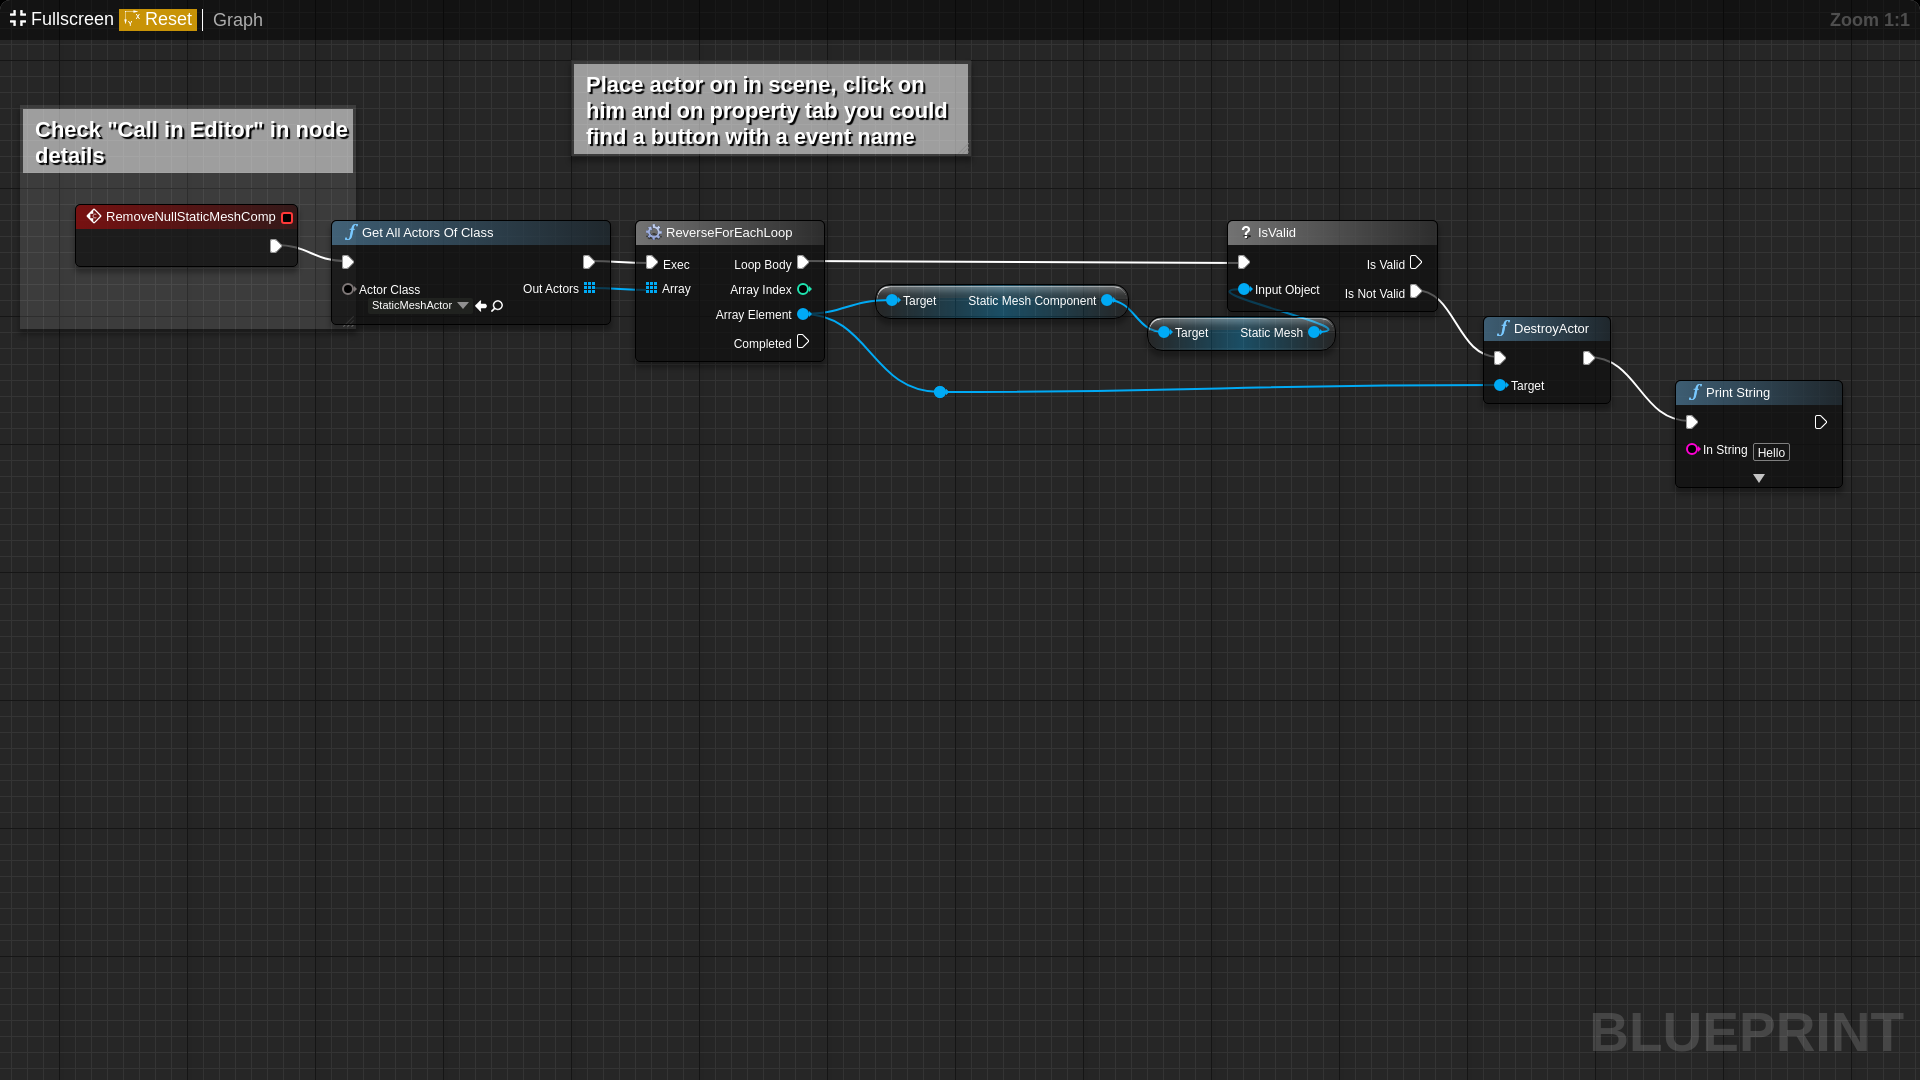 Fullscreen Reset Graph Zoom 1:1
Place actor on in scene, click on
him and on property tab you could
find a button with a event name
Check "Call in Editor" in node
details
RemoveNullStaticMeshComp
Get All Actors Of Class
Actor Class
StaticMeshActor
Out Actors
ReverseForEachLoop
Exec
Array
Loop Body
Array Index
Array Element
Completed
Target Static Mesh Component
Target Static Mesh
IsValid
Input Object
Is Valid
Is Not Valid
DestroyActor
Target
Print String
In String Hello
BLUEPRINT